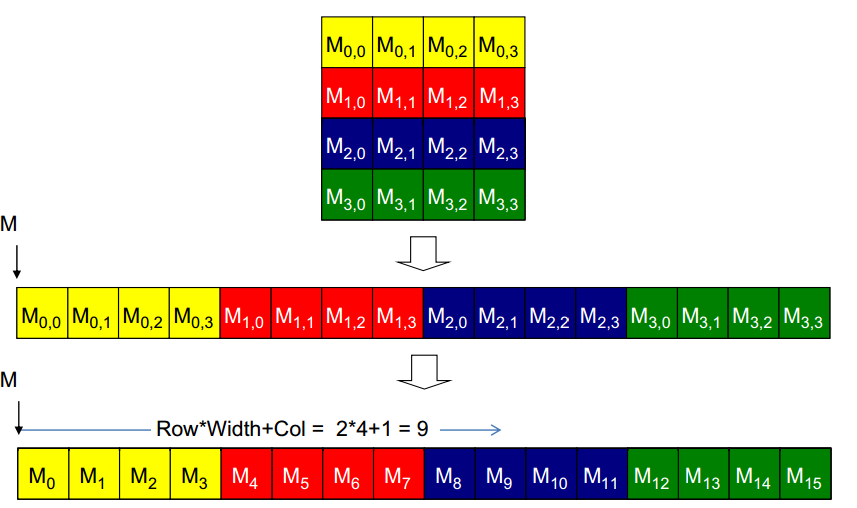 M0,0 M0,1 M0,2 M0,3
M1,0 M1,1 M1,2 M1,3
M2,0 M2,1 M2,2 M2,3
M3,0 M3,1 M3,2 M3,3
M
M0,0 M0,1 M0,2 M0,3 M1,0 M1,1 M1,2 M1,3 M2,0 M2,1 M2,2 M2,3 M3,0 M3,1 M3,2 M3,3
M
Row*Width+Col = 2*4+1 = 9
M0 M1 M2 M3 M4 M5 M6 M7 M8 M9 M10 M11 M12 M13 M14 M15